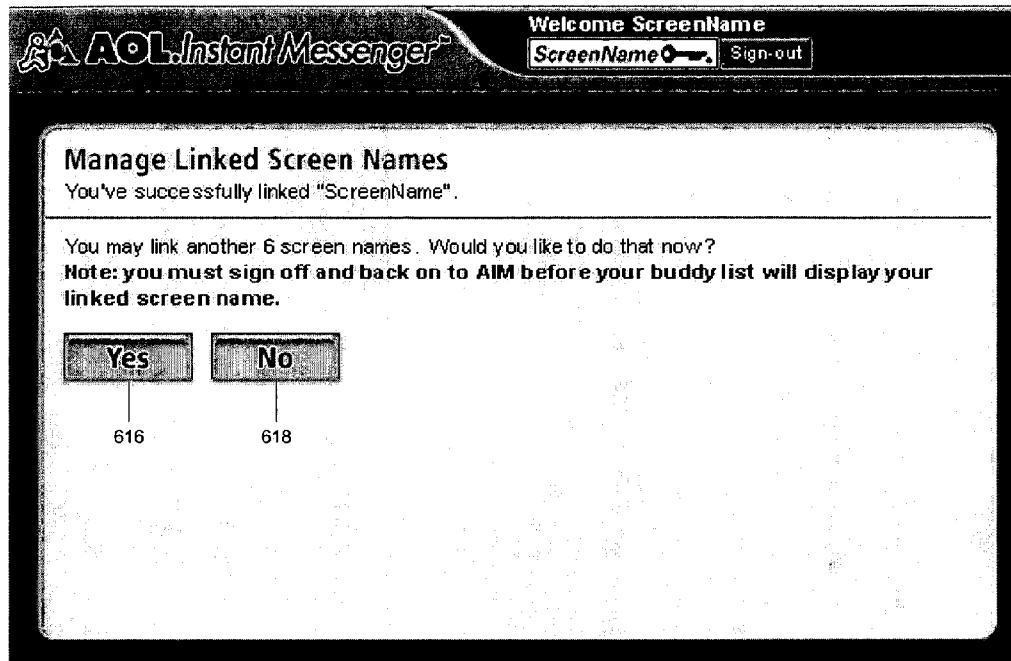 Welcome ScreenName
AOL Instant Messenger™
ScreenName Sign-out
Manage Linked Screen Names
You've successfully linked "ScreenName".
You may link another 6 screen names. Would you like to do that now?
Note: you must sign off and back on to AIM before your buddy list will display your
linked screen name.
Yes No
616 618